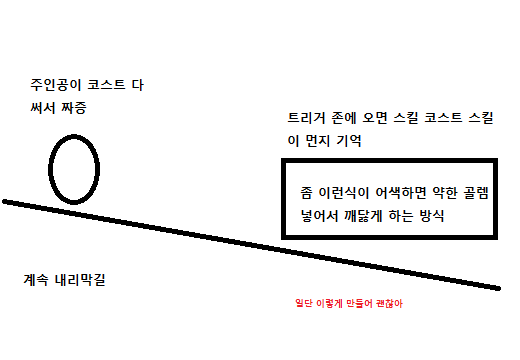 주인공이 코스트 다
써서 짜증
트리거 존에 오면 스킬 코스트 스킬
이 먼지 기억
좀 이런식이 어색하면 약한 골렘
넣어서 깨닳게 하는 방식
계속 내리막길
일단 이렇게 만들어 괜찮아